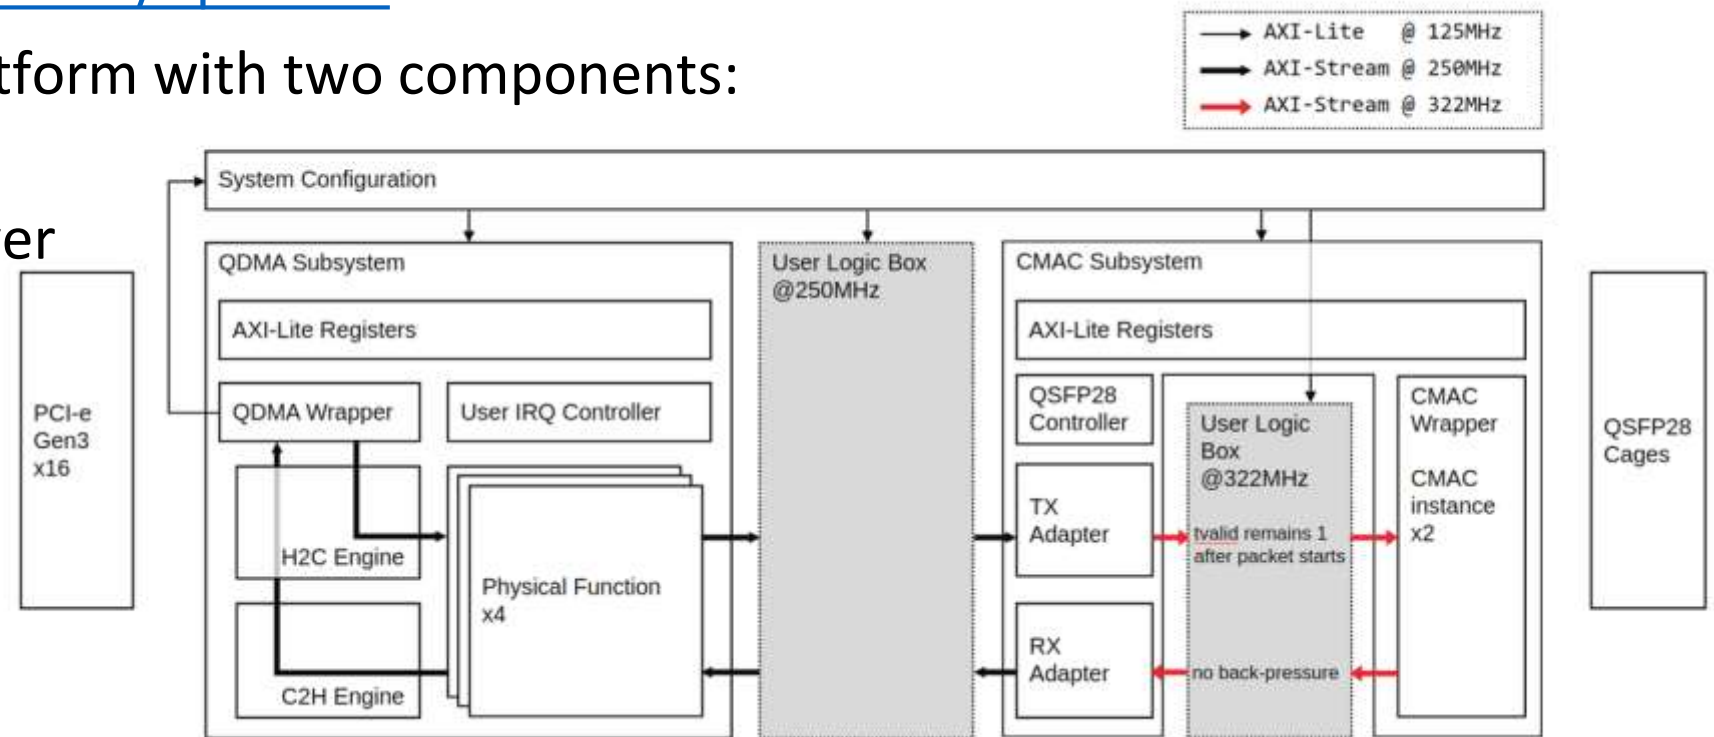 tform with two components:
er
AXI-Lite @ 125MHz
AXI-Stream @ 250MHz
AXI-Stream @ 322MHz
System Configuration
QDMA Subsystem
AXI-Lite Registers
QDMA Wrapper
User IRQ Controller
H2C Engine
C2H Engine
Physical Function
x4
PCI-e
Gen3
x16
User Logic Box
@250MHz
CMAC Subsystem
AXI-Lite Registers
QSFP28
Controller
TX
Adapter
RX
Adapter
User Logic
Box
@322MHz
tvalid remains 1
after packet starts
no back-pressure
CMAC
Wrapper
CMAC
instance
x2
QSFP28
Cages